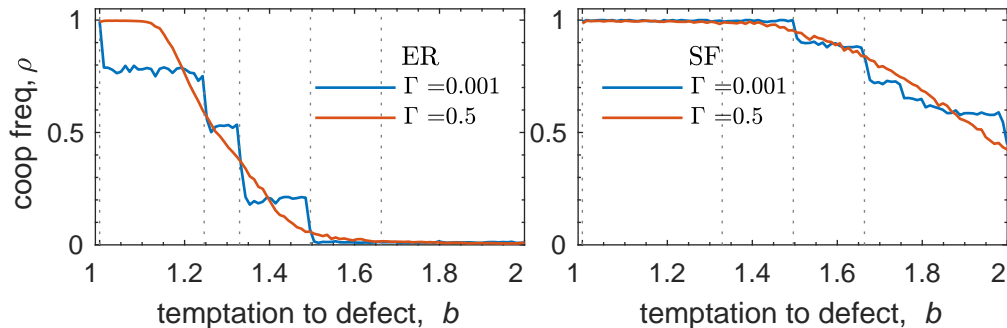 coop freq, ρ
1
0.5
0
ER
Γ =0.001
Γ =0.5
1 1.2 1.4 1.6 1.8 2
temptation to defect, b
1
0.5
0
SF
Γ =0.001
Γ =0.5
1 1.2 1.4 1.6 1.8 2
temptation to defect, b